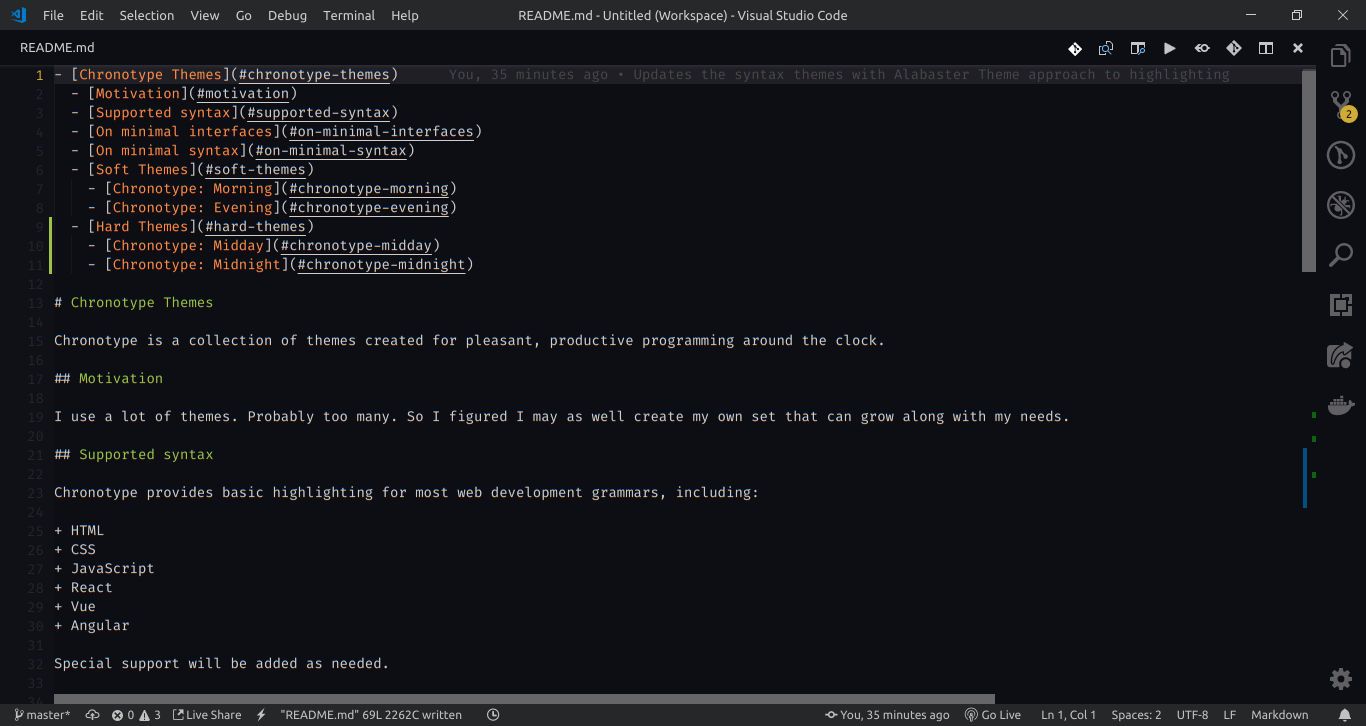 File Edit Selection View Go Debug Terminal Help README.md - Untitled (Workspace) - Visual Studio Code
README.md
1 - [Chronotype Themes](#chronotype-themes) You, 35 minutes ago • Updates the syntax themes with Alabaster Theme approach to highlighting
2 - [Motivation](#motivation)
3 - [Supported syntax](#supported-syntax)
4 - [On minimal interfaces](#on-minimal-interfaces)
5 - [On minimal syntax](#on-minimal-syntax)
6 - [Soft Themes](#soft-themes)
7 - [Chronotype: Morning](#chronotype-morning)
8 - [Chronotype: Evening](#chronotype-evening)
9 - [Hard Themes](#hard-themes)
10 - [Chronotype: Midday](#chronotype-midday)
11 - [Chronotype: Midnight](#chronotype-midnight)
12
13 # Chronotype Themes
14
15 Chronotype is a collection of themes created for pleasant, productive programming around the clock.
16
17 ## Motivation
18
19 I use a lot of themes. Probably too many. So I figured I may as well create my own set that can grow along with my needs.
20
21 ## Supported syntax
22
23 Chronotype provides basic highlighting for most web development grammars, including:
24
25 + HTML
26 + CSS
27 + JavaScript
28 + React
29 + Vue
30 + Angular
31
32 Special support will be added as needed.
33
34
2
master* 0 3 Live Share "README.md" 69L 2262C written You, 35 minutes ago Go Live Ln 1, Col 1 Spaces: 2 UTF-8 LF Markdown